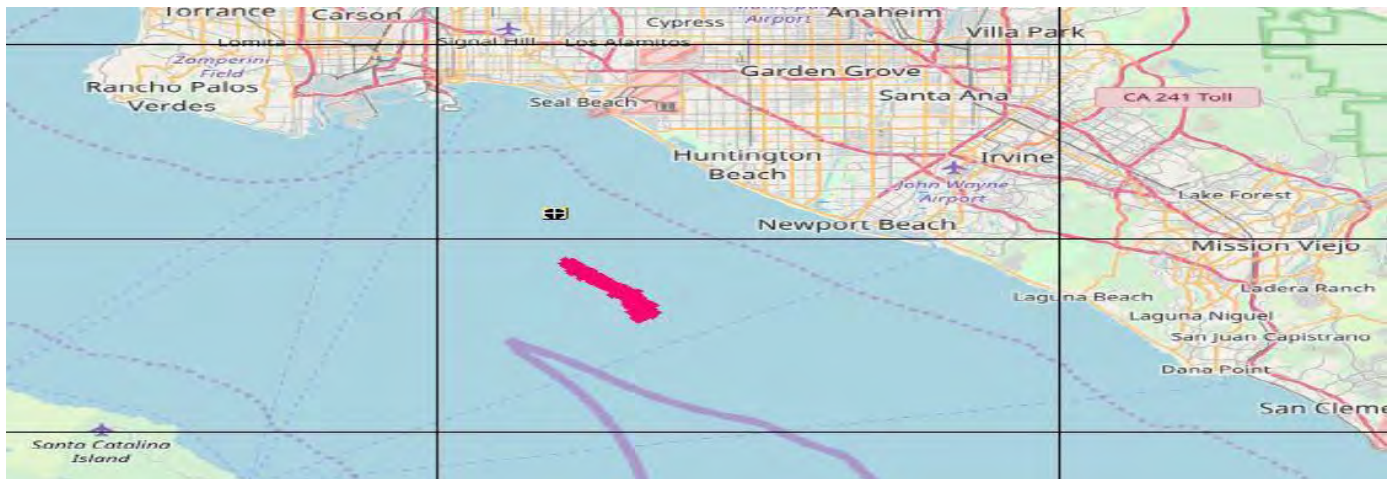 Torrance
Carson
Cypress
Airport
Anaheim
Villa Park
Lomita
Signal Hill
Los Alamitos
Zamperini
Field
Garden Grove
Rancho Palos
Verdes
Seal Beach
Santa Ana
CA 241 Toll
Huntington
Beach
Irvine
John Wayne
Airport
Lake Forest
Newport Beach
Mission Viejo
Laguna Beach
Ladera Ranch
Laguna Niguel
San Juan Capistrano
Dana Point
San Cleme
Santa Catalina
Island